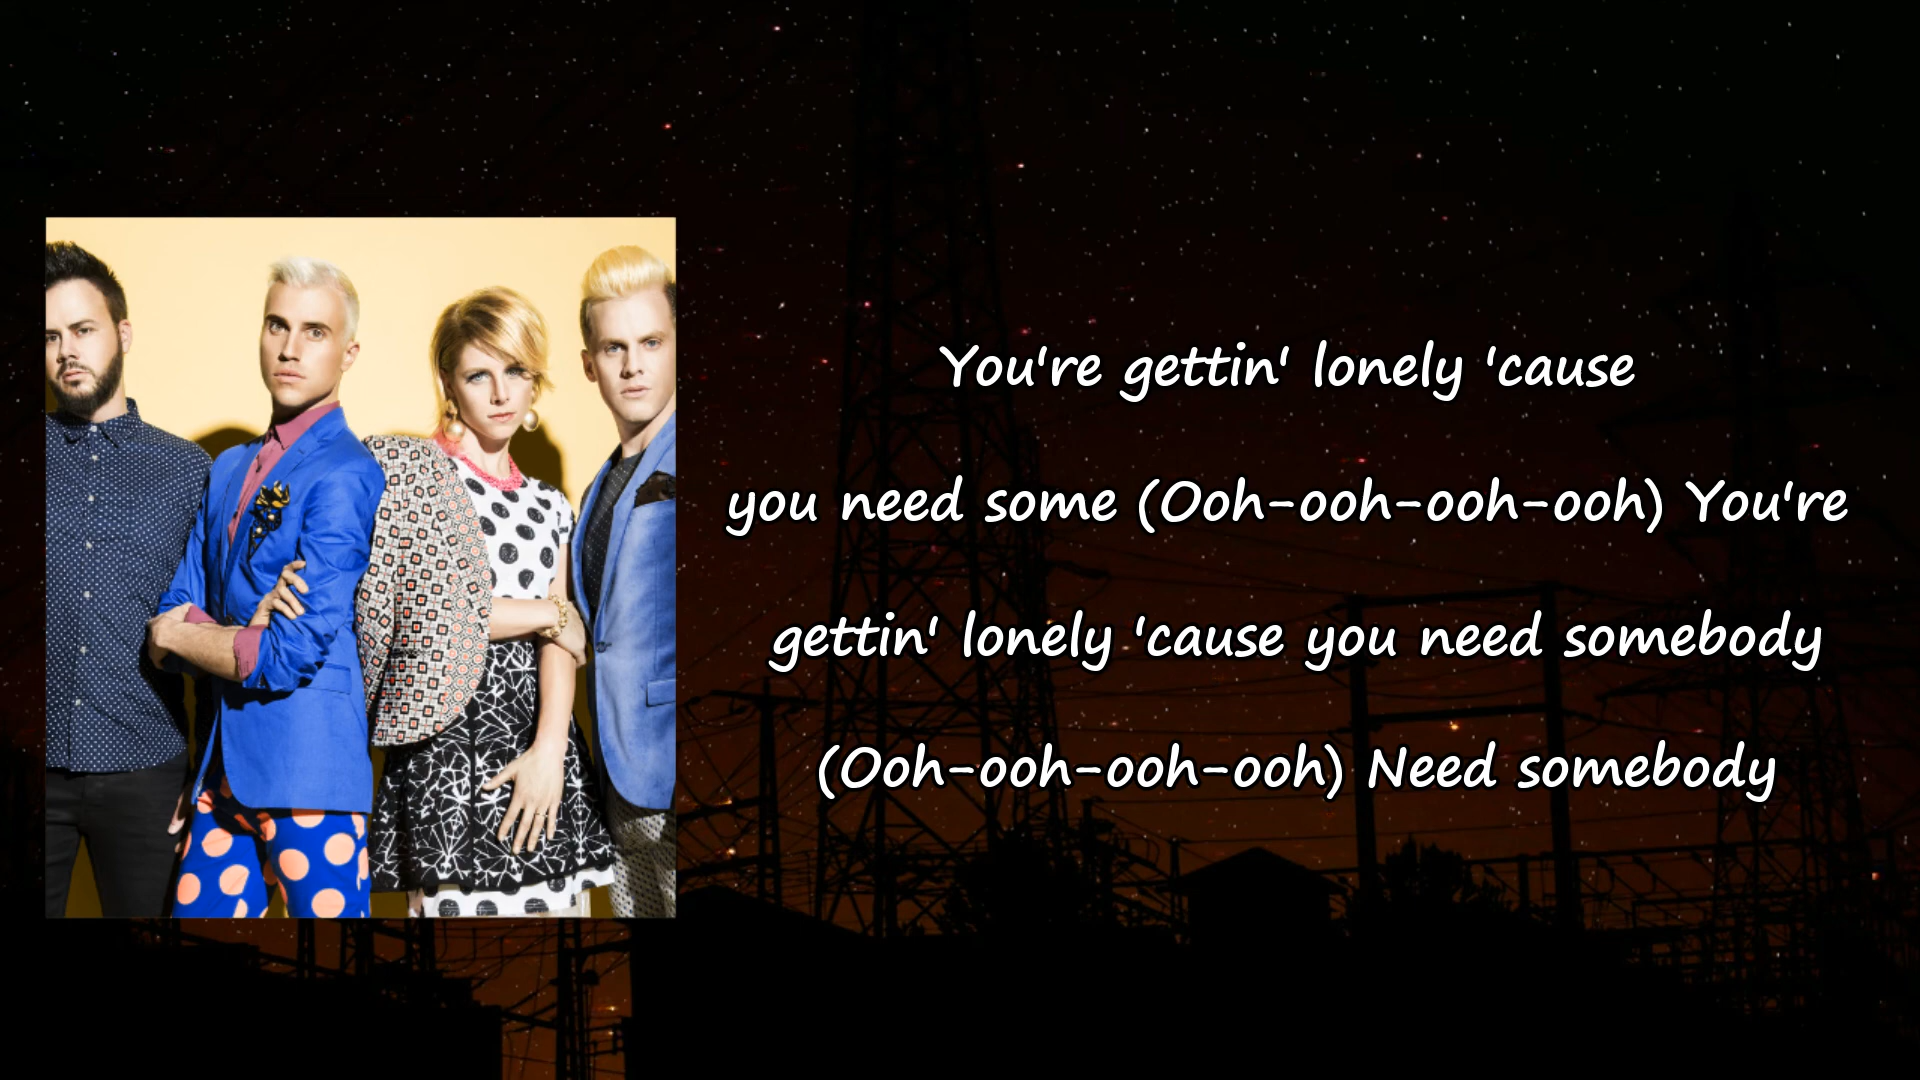 You're gettin' lonely 'cause
you need some (Ooh-ooh-ooh-ooh) You're
gettin' lonely 'cause you need somebody
(Ooh-ooh-ooh-ooh) Need somebody